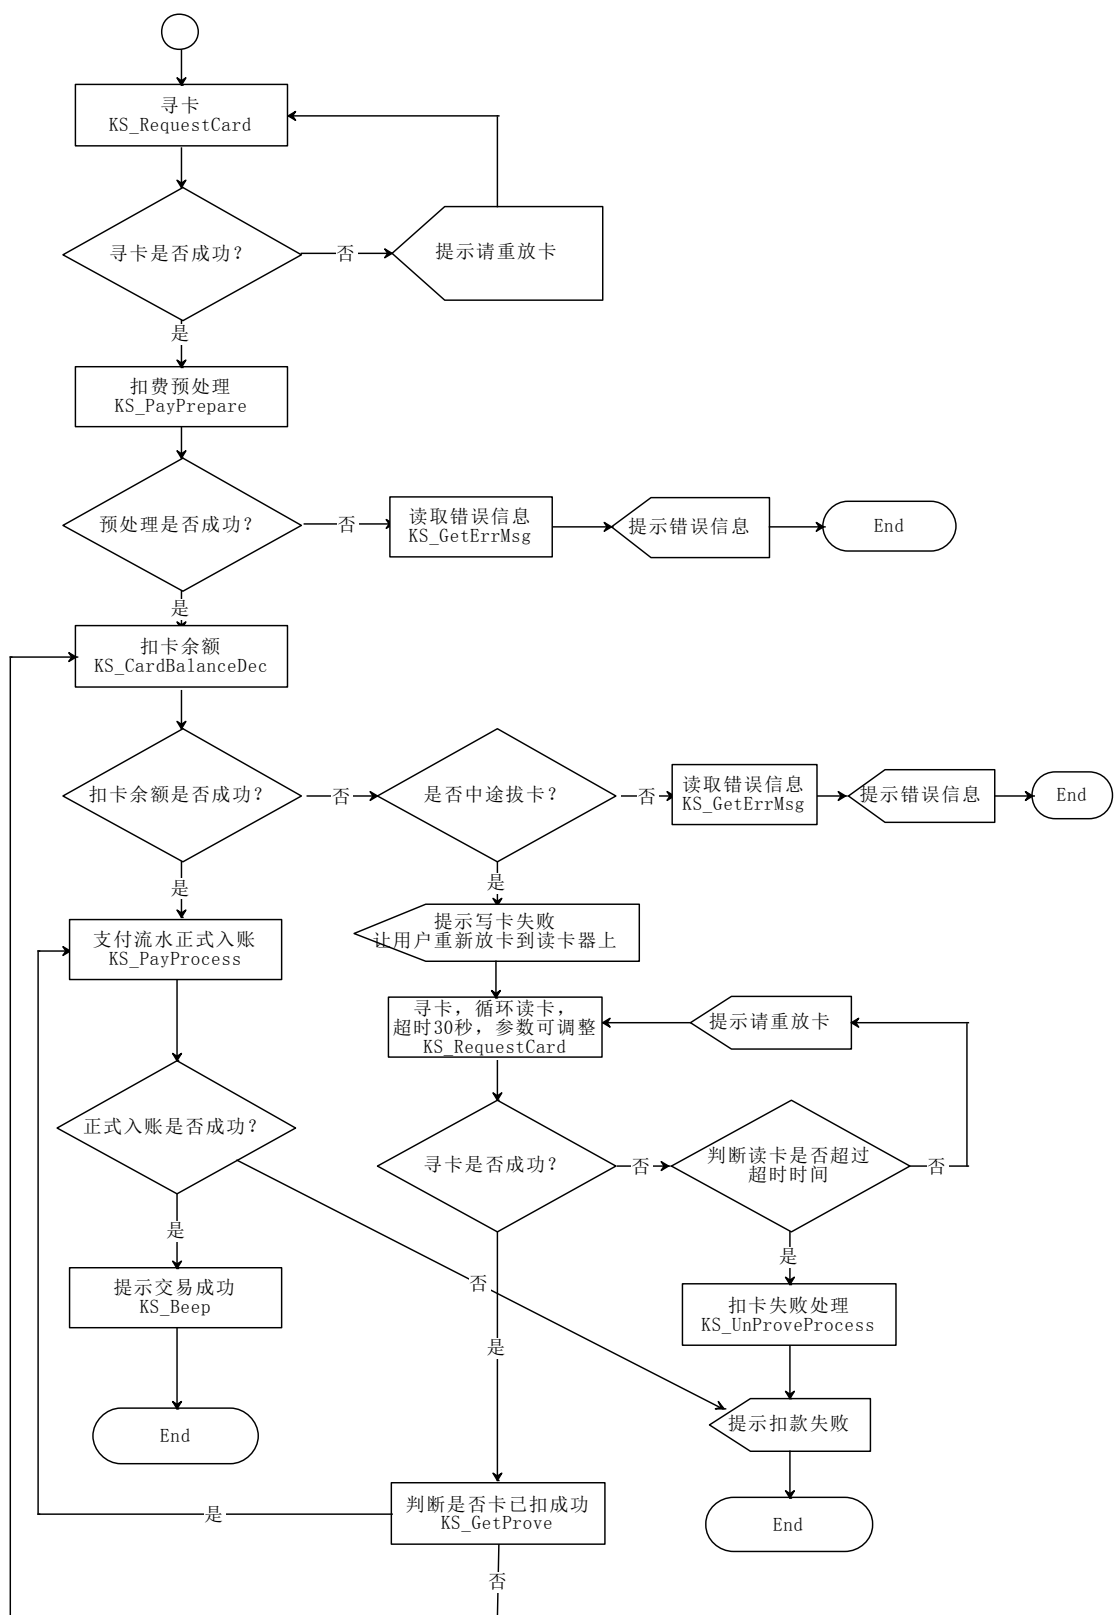 寻卡
KS_RequestCard
寻卡是否成功?
否
提示请重放卡
是
扣费预处理
KS_PayPrepare
预处理是否成功?
否
读取错误信息
KS_GetErrMsg
提示错误信息
End
是
扣卡余额
KS_CardBalanceDec
扣卡余额是否成功?
否
是否中途拔卡?
否
读取错误信息
KS_GetErrMsg
提示错误信息
End
是
是
支付流水正式入账
KS_PayProcess
提示写卡失败
让用户重新放卡到读卡器上
寻卡,循环读卡,
超时30秒,参数可调整
KS_RequestCard
提示请重放卡
正式入账是否成功?
寻卡是否成功?
否
判断读卡是否超过
超时时间
否
是
是
提示交易成功
KS_Beep
否
扣卡失败处理
KS_UnProveProcess
是
提示扣款失败
End
判断是否卡已扣成功
KS_GetProve
是
End
否